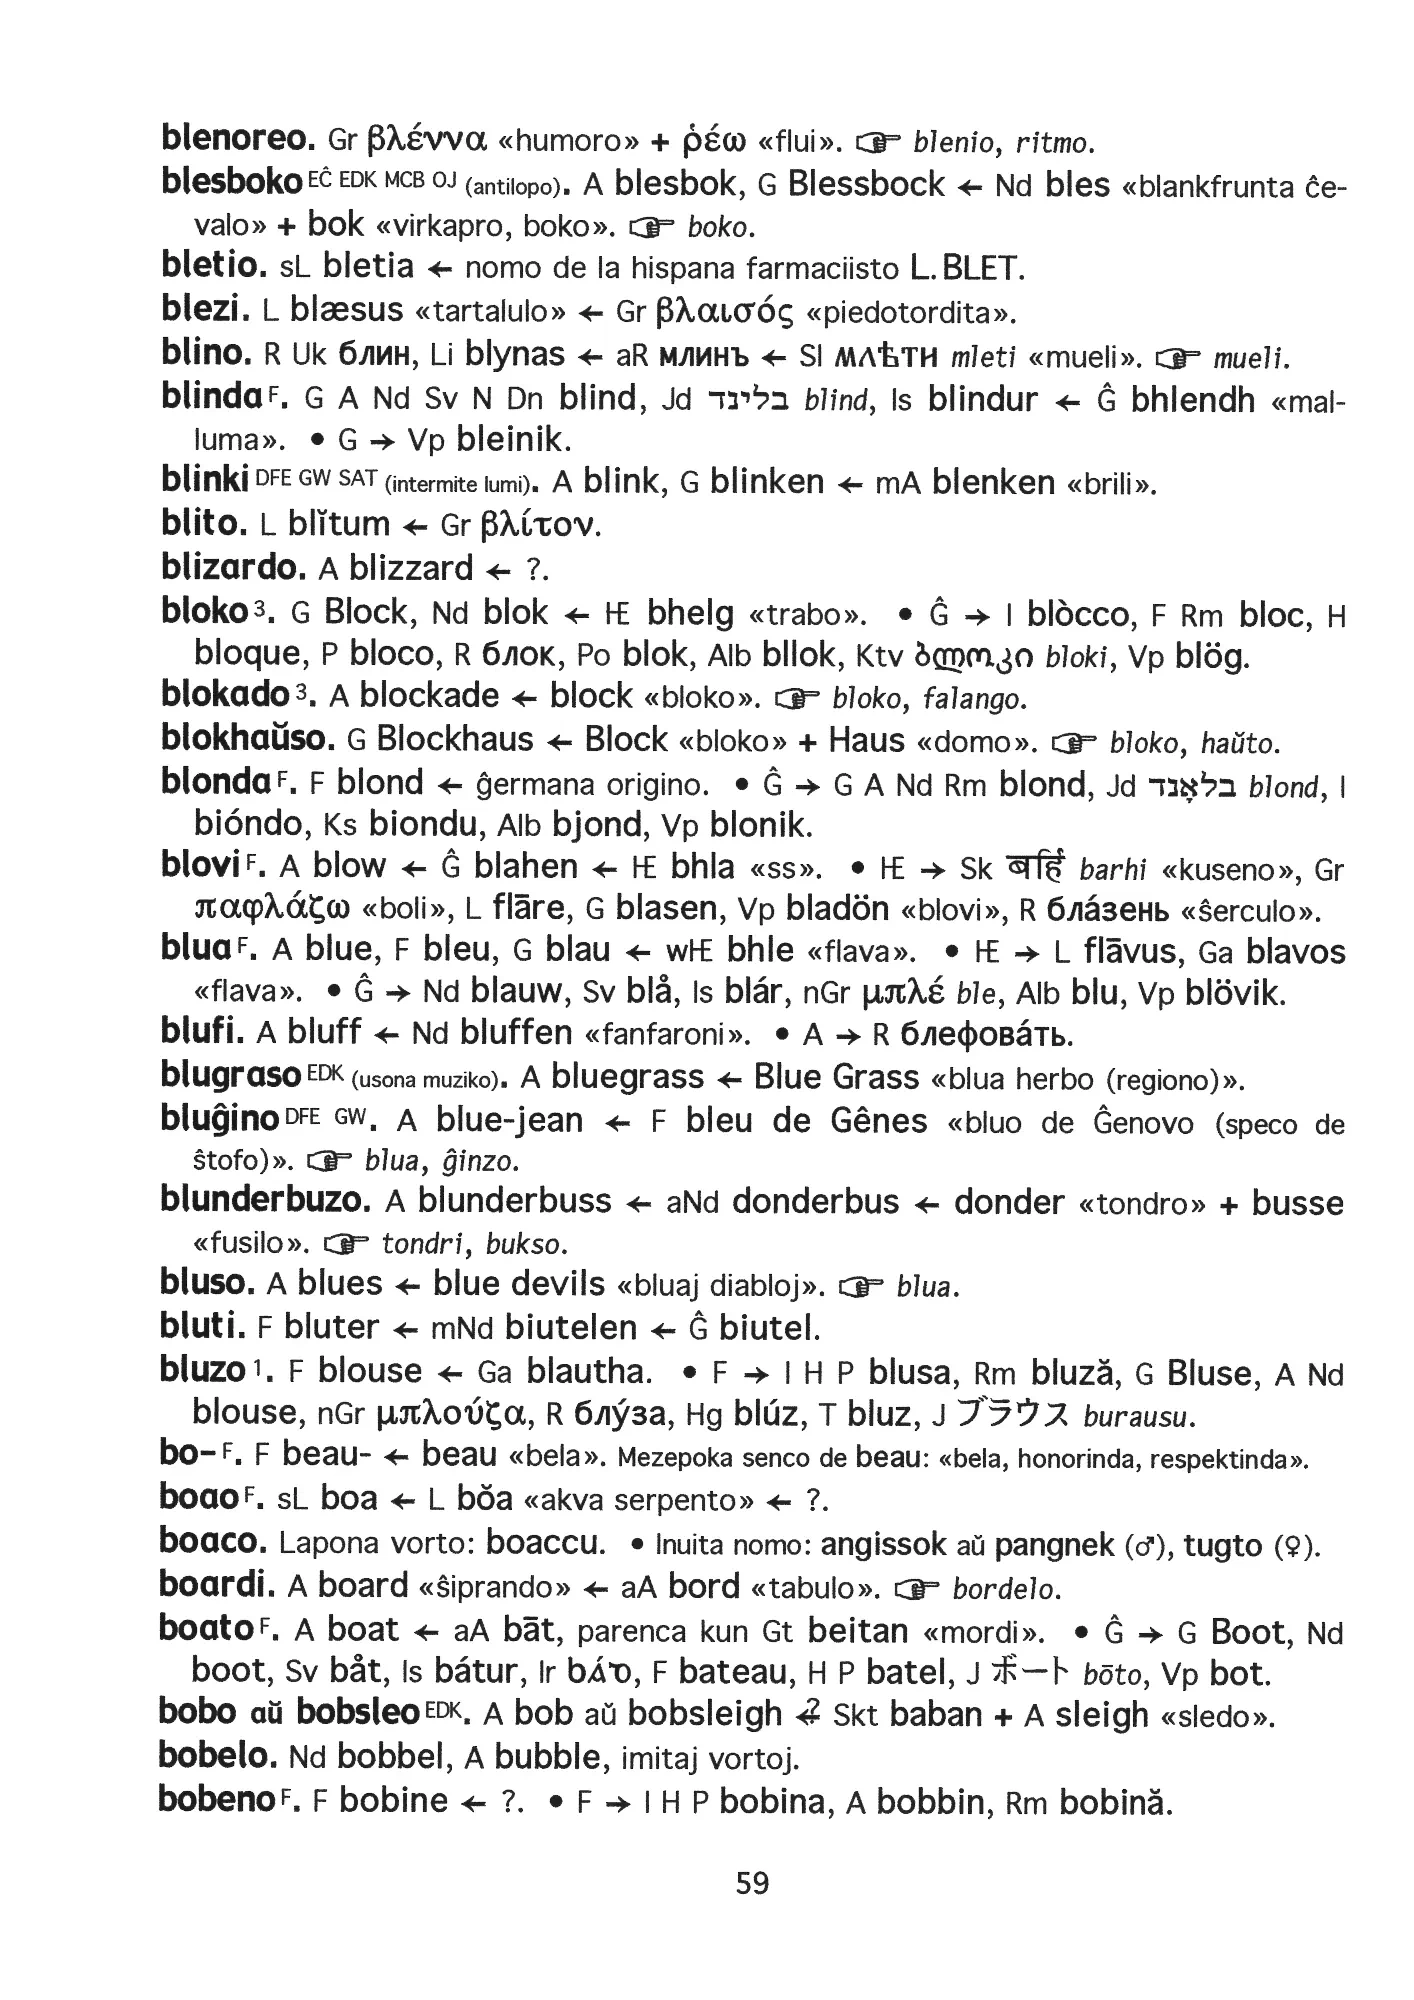 blenoreo. Gr βλέννα «humoro» + ῥέω «flui». ☞ blenio, ritmo.
blesboko EĈ EDK MCB OJ (antilopo). A blesbok, G Blessbock ← Nd bles «blankfrunta ĉe-
valo» + bok «virkapro, boko». ☞ boko.
bletio. sL bletia ← nomo de la hispana farmaciisto L. BLET.
blezi. L blæsus «tartalulo» ← Gr βλαισός «piedotordita».
blino. R Uk блин, Li blynas ← aR млинъ ← Sl млѣти mleti «mueli». ☞ mueli.
blinda F. G A Nd Sv N Dn blind, Jd בלינד blind, Is blindur ← Ĝ bhlendh «mal-
luma». • G → Vp bleinik.
blinki DFE GW SAT (intermite lumi). A blink, G blinken ← mA blenken «brili».
blito. L blĭtum ← Gr βλίτον.
blizardo. A blizzard ← ?.
bloko 3. G Block, Nd blok ← HE bhelg «trabo». • Ĝ → I blòcco, F Rm bloc, H
bloque, P bloco, R блок, Po blok, Alb bllok, Ktv ბლოკი bloki, Vp blög.
blokado 3. A blockade ← block «bloko». ☞ bloko, falango.
blokhaŭso. G Blockhaus ← Block «bloko» + Haus «domo». ☞ bloko, haŭto.
blonda F. F blond ← ĝermana origino. • Ĝ → G A Nd Rm blond, Jd בלאָנד blond, I
bióndo, Ks biondu, Alb bjond, Vp blonik.
blovi F. A blow ← Ĝ blahen ← HE bhla «ss». • HE → Sk बर्हि barhi «kuseno», Gr
παφλάζω «boli», L flāre, G blasen, Vp bladön «blovi», R блáзень «ŝerculo».
blua F. A blue, F bleu, G blau ← wHE bhle «flava». • HE → L flāvus, Ga blavos
«flava». • Ĝ → Nd blauw, Sv blå, Is blár, nGr μπλέ ble, Alb blu, Vp blövik.
blufi. A bluff ← Nd bluffen «fanfaroni». • A → R блефовáть.
blugraso EDK (usona muziko). A bluegrass ← Blue Grass «blua herbo (regiono)».
bluĝino DFE GW. A blue-jean ← F bleu de Gênes «bluo de Ĝenovo (speco de
ŝtofo)». ☞ blua, ĝinzo.
blunderbuzo. A blunderbuss ← aNd donderbus ← donder «tondro» + busse
«fusilo». ☞ tondri, bukso.
bluso. A blues ← blue devils «bluaj diabloj». ☞ blua.
bluti. F bluter ← mNd biutelen ← Ĝ biutel.
bluzo 1. F blouse ← Ga blautha. • F → I H P blusa, Rm bluză, G Bluse, A Nd
blouse, nGr μπλούζα, R блýза, Hg blúz, T bluz, J ブラウス burausu.
bo- F. F beau- ← beau «bela». Mezepoka senco de beau: «bela, honorinda, respektinda».
boao F. sL boa ← L bŏa «akva serpento» ← ?.
boaco. Lapona vorto: boaccu. • Inuita nomo: angissok aŭ pangnek (♂), tugto (♀).
boardi. A board «ŝiprando» ← aA bord «tabulo». ☞ bordelo.
boato F. A boat ← aA bāt, parenca kun Gt beitan «mordi». • Ĝ → G Boot, Nd
boot, Sv båt, Is bátur, Ir bád, F bateau, H P batel, J ボート bōto, Vp bot.
bobo aŭ bobsleo EDK. A bob aŭ bobsleigh ←? Skt baban + A sleigh «sledo».
bobelo. Nd bobbel, A bubble, imitaj vortoj.
bobeno F. F bobine ← ?. • F → I H P bobina, A bobbin, Rm bobină.
59